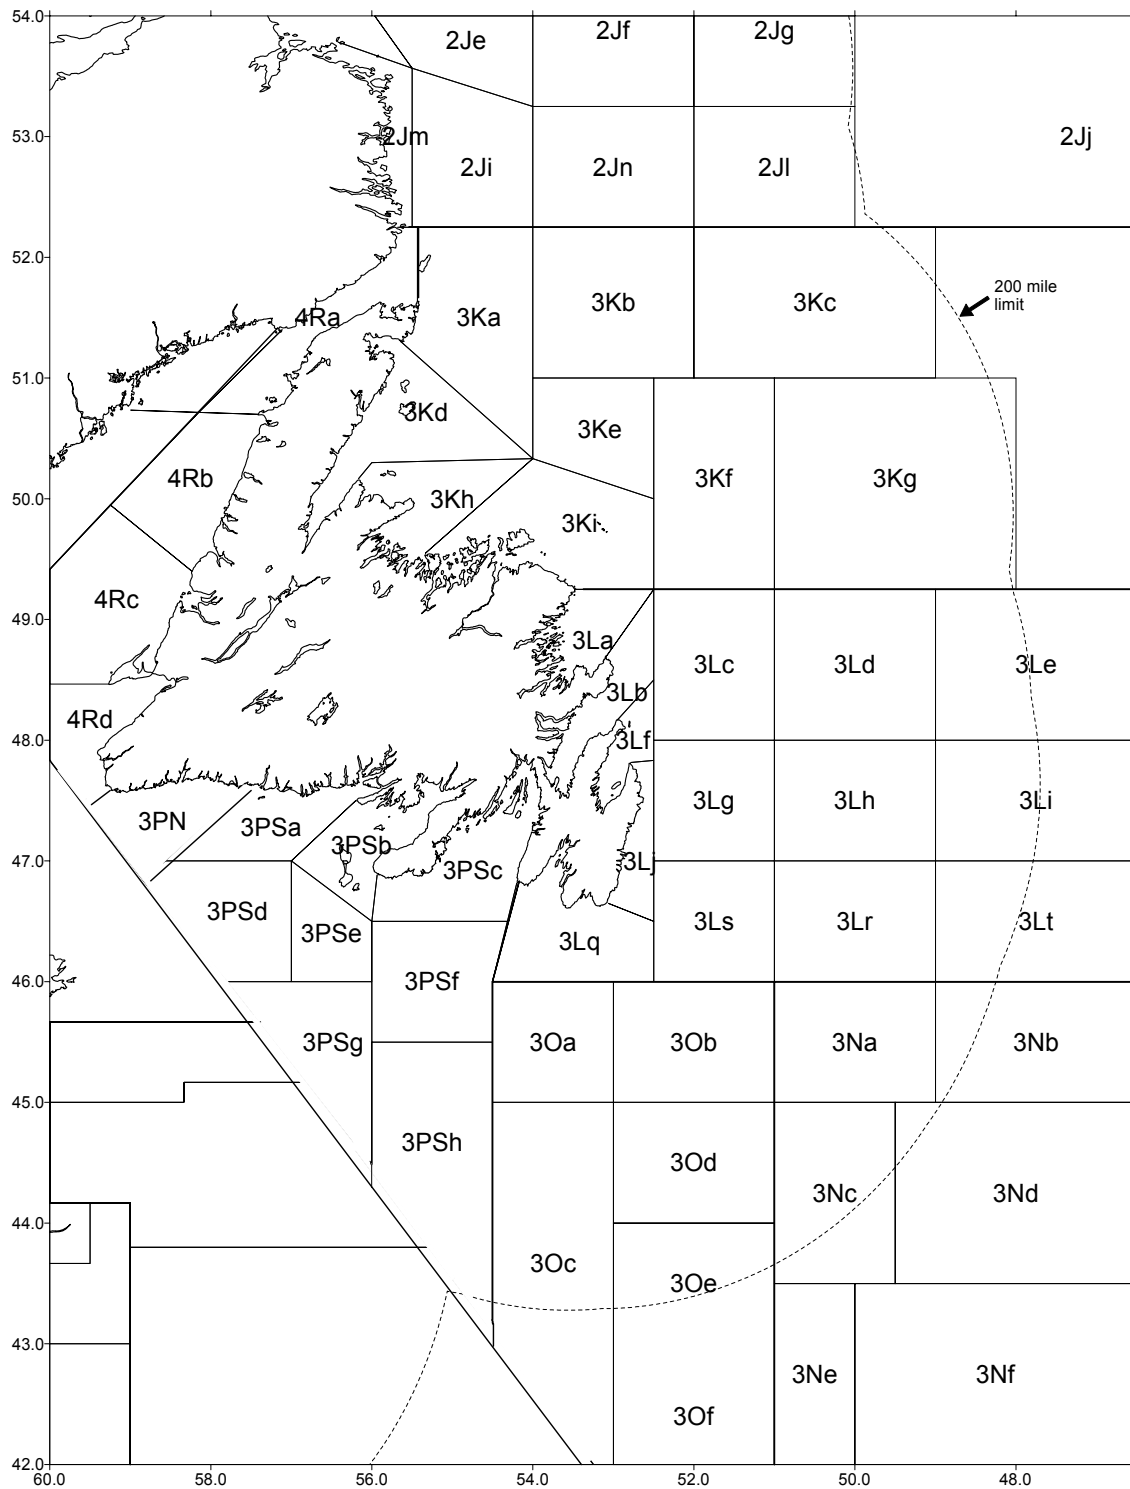 54.0
2Je
2Jf
2Jg
53.0
2Jm
2Ji
2Jn
2Jl
2Jj
52.0
200 mile
limit
4Ra
3Ka
3Kb
3Kc
51.0
3Kd
3Ke
4Rb
3Kh
3Kf
3Kg
50.0
3Ki
4Rc
49.0
3La
3Lb
3Lc
3Ld
3Le
4Rd
3Lf
48.0
3PN
3PSa
3PSb
3PSc
3Lg
3Lh
3Li
47.0
3Lj
3PSd
3PSe
3Lq
3Ls
3Lr
3Lt
46.0
3PSf
3PSg
3Oa
3Ob
3Na
3Nb
45.0
3PSh
3Od
3Nc
3Nd
44.0
3Oc
3Oe
43.0
3Ne
3Nf
3Of
42.0
60.0 58.0 56.0 54.0 52.0 50.0 48.0